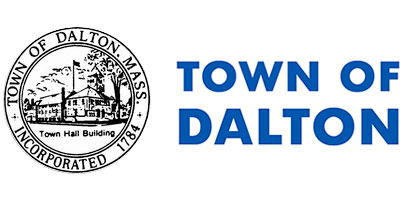 TOWN OF DALTON, MASS
Town Hall Building
INCORPORATED 1784
TOWN OF
DALTON